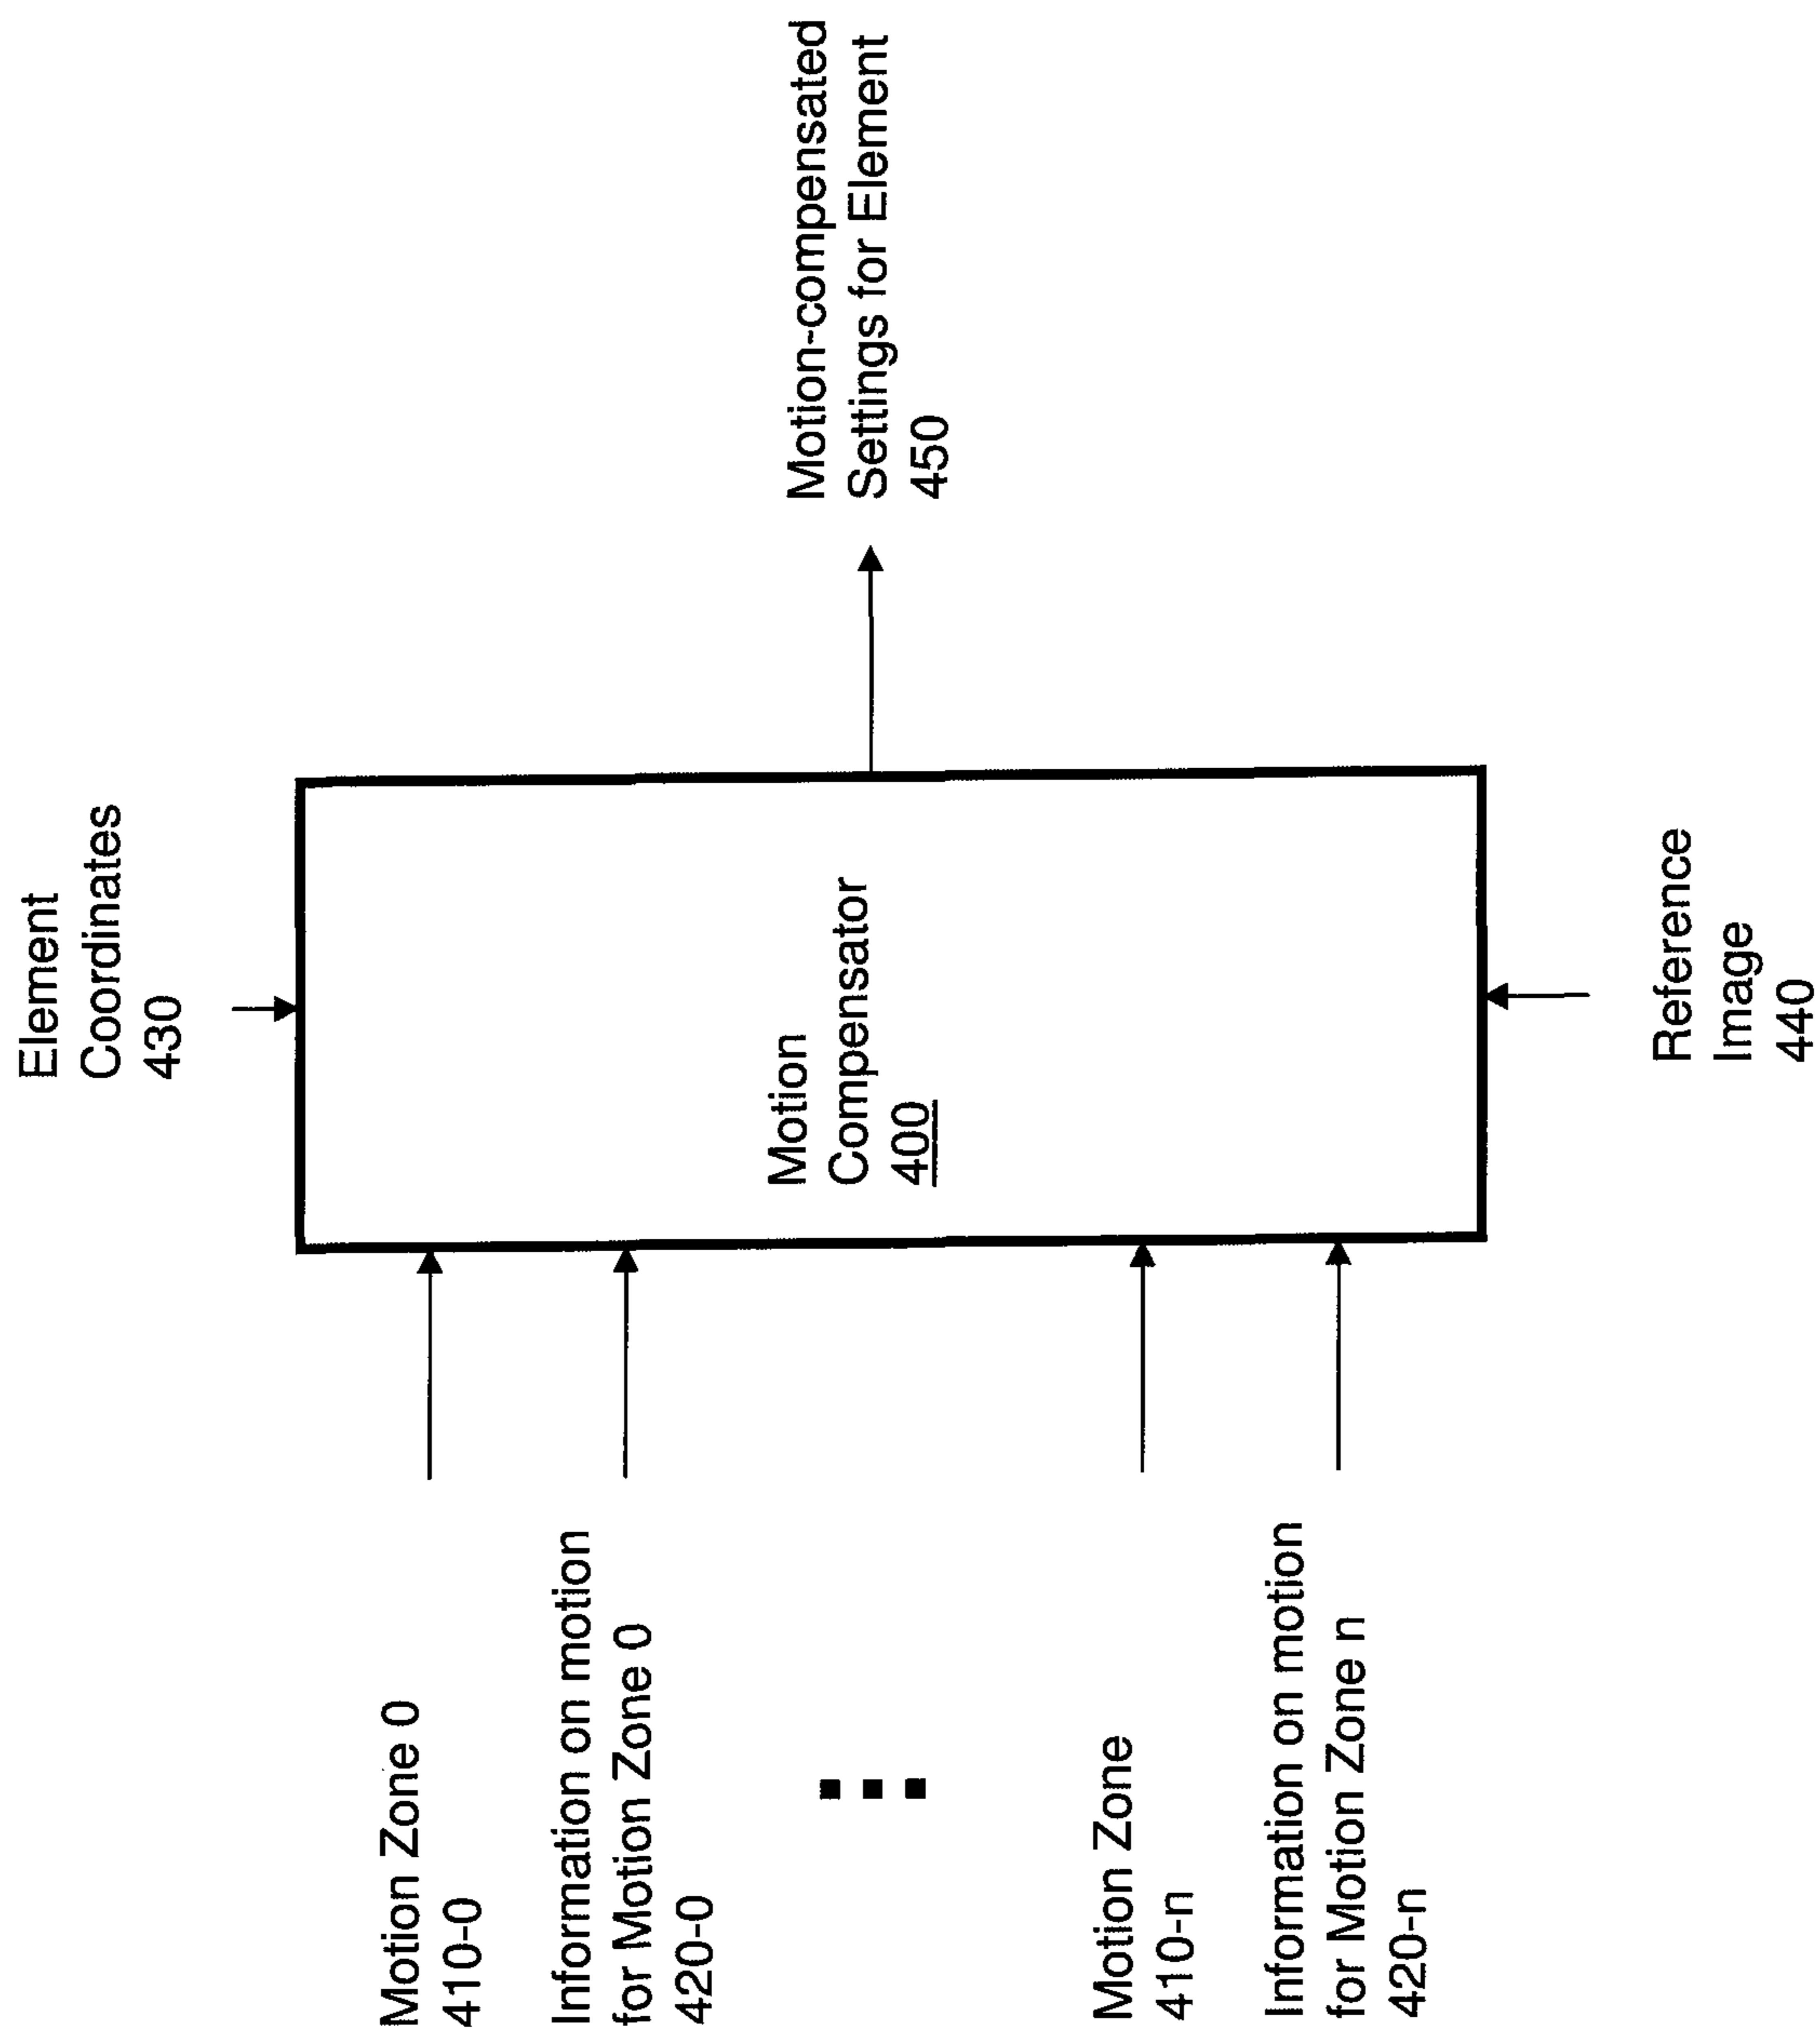 Element
Coordinates
430
Motion Zone 0
410-0
Information on motion
for Motion Zone 0
420-0
Motion
Compensator
400
Motion-compensated
Settings for Element
450
Motion Zone
410-n
Information on motion
for Motion Zone n
420-n
Reference
Image
440